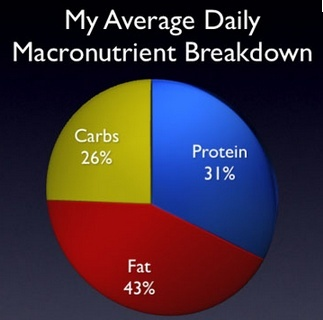 My Average Daily
Macronutrient Breakdown
Carbs
26%
Protein
31%
Fat
43%